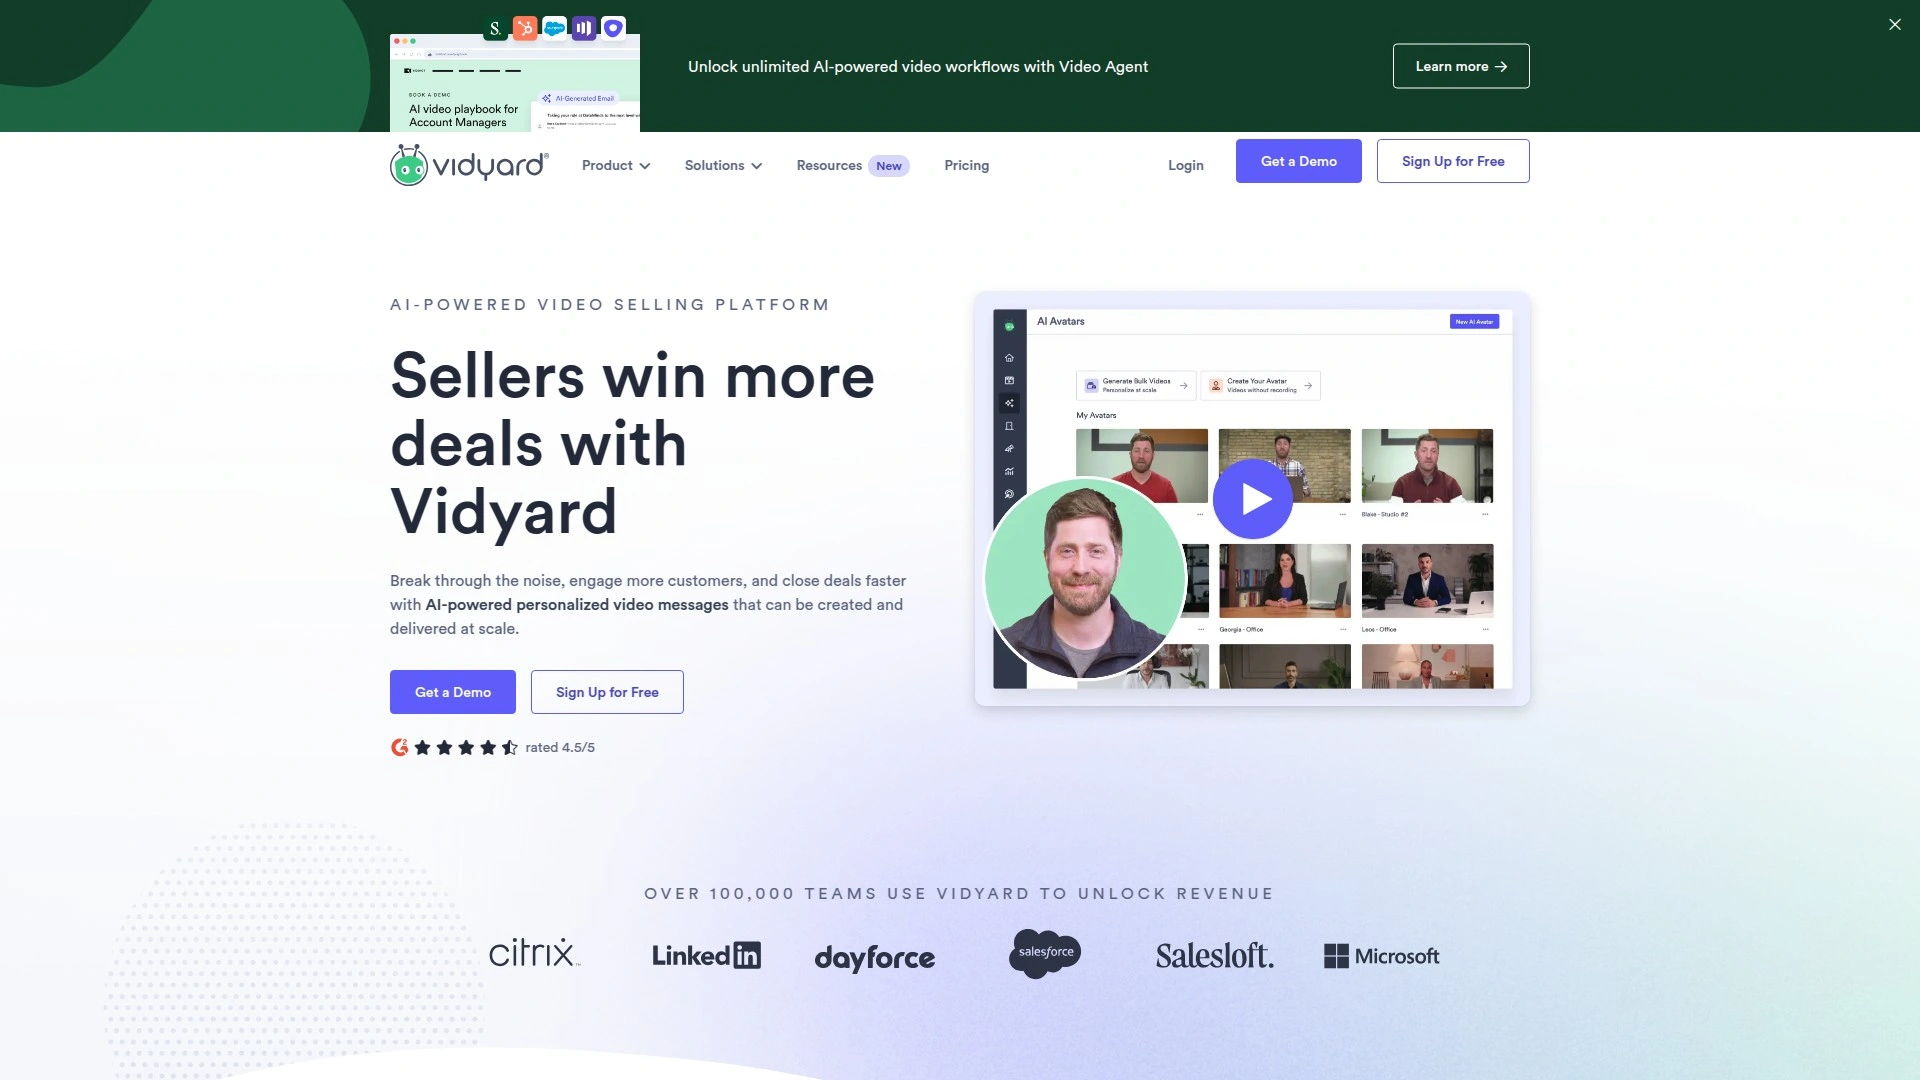 S.
Unlock unlimited AI-powered video workflows with Video Agent
Learn more →
BOOK A DEMO
AI video playbook for
Account Managers
AI-Generated Email
vidyard®
Product
Solutions
Resources New
Pricing
Login
Get a Demo
Sign Up for Free
AI-POWERED VIDEO SELLING PLATFORM
Sellers win more
deals with
Vidyard
Break through the noise, engage more customers, and close deals faster
with AI-powered personalized video messages that can be created and
delivered at scale.
Get a Demo
Sign Up for Free
rated 4.5/5
AI Avatars
New AI Avatar
Generate Bulk Videos
Personalize at scale
Create Your Avatar
Videos without recording
My Avatars
Blake - Studio #2
Georgia - Office
Leos - Office
OVER 100,000 TEAMS USE VIDYARD TO UNLOCK REVENUE
citrix™
Linked in
dayforce
salesforce
Salesloft.
Microsoft